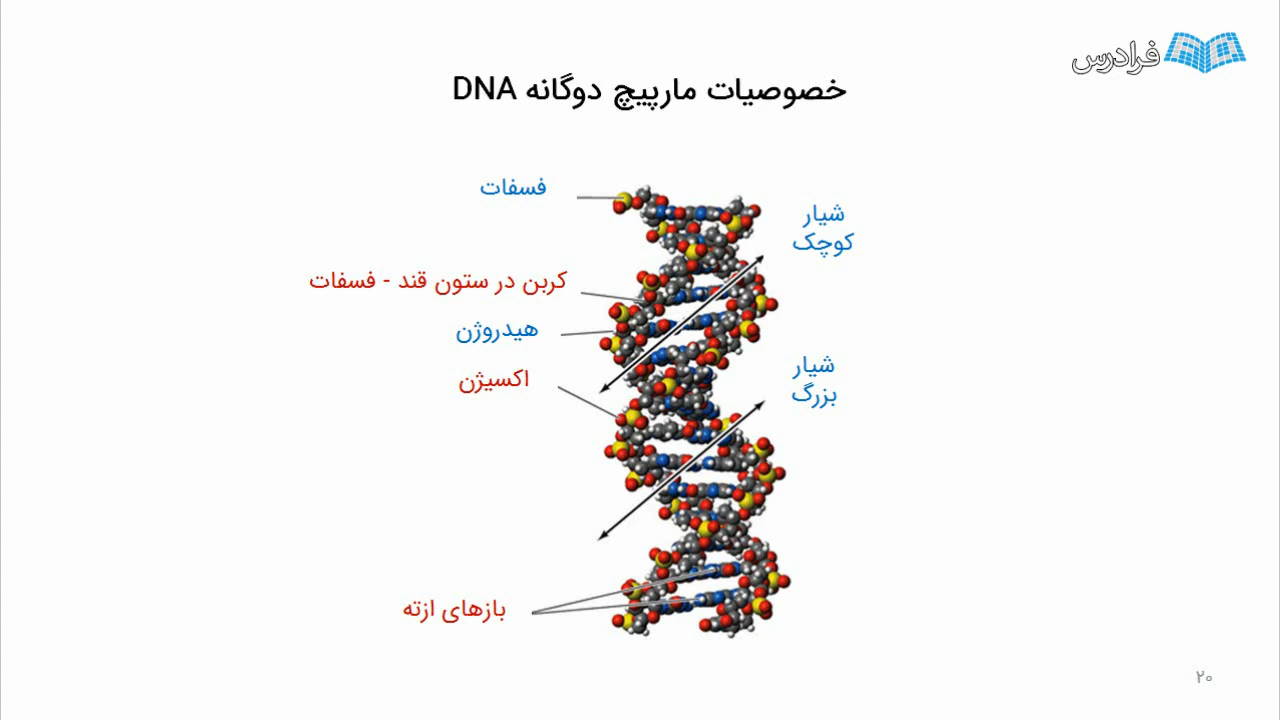 فرادرس
خصوصیات مارپیچ دوگانه DNA
فسفات
شیار
کوچک
کربن در ستون قند - فسفات
هیدروژن
شیار
بزرگ
اکسیژن
بازهای ازته
۲۰